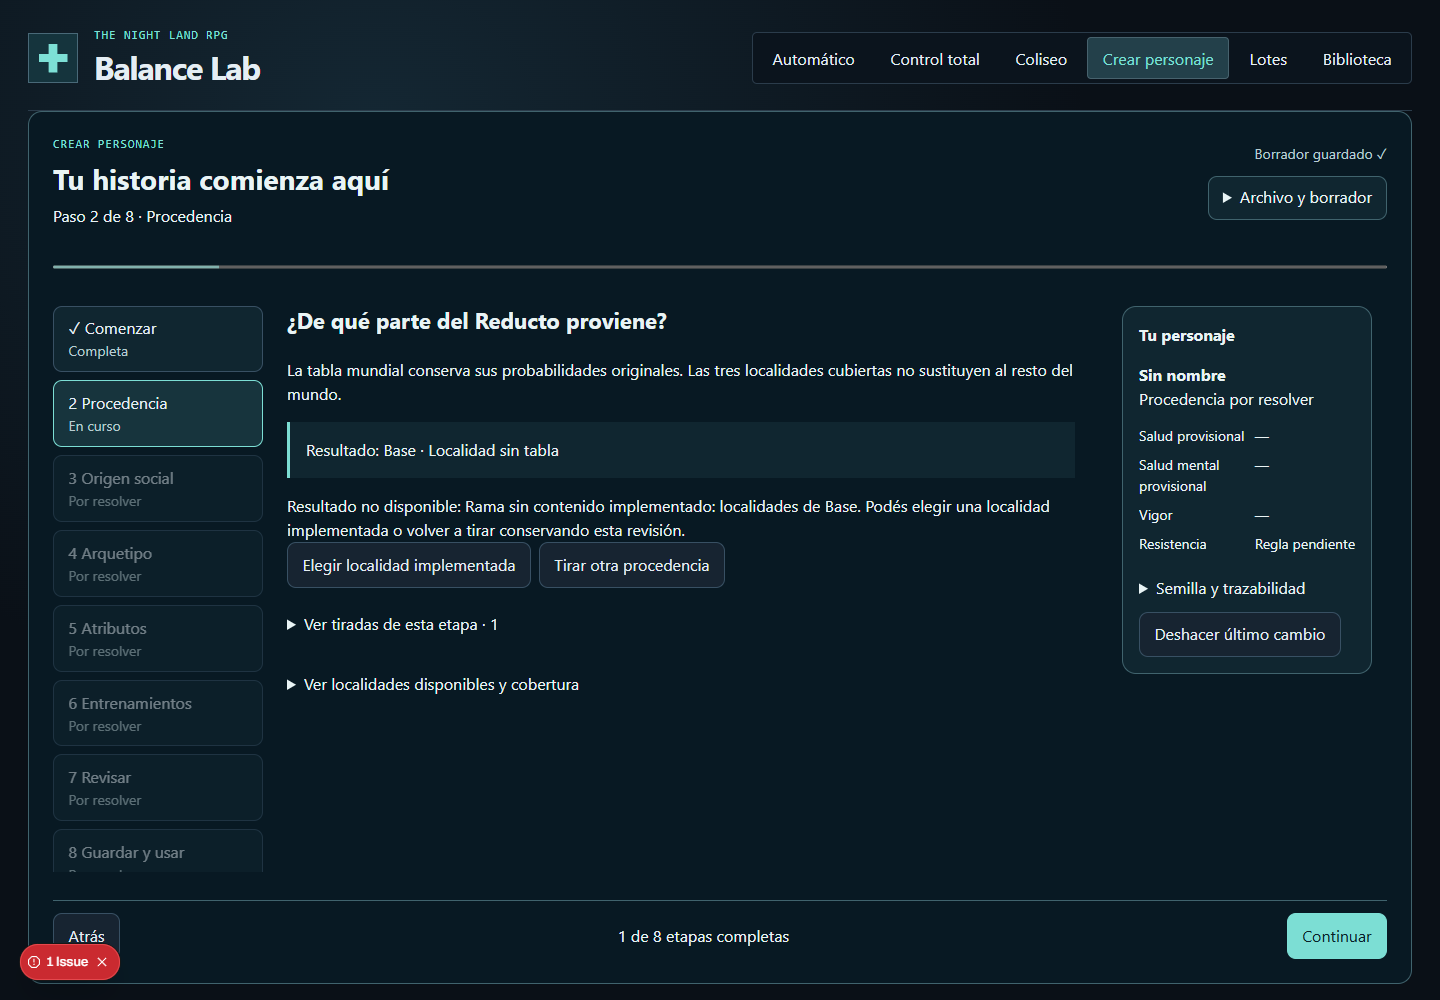 THE NIGHT LAND RPG
Balance Lab
Automático
Control total
Coliseo
Crear personaje
Lotes
Biblioteca
CREAR PERSONAJE
Tu historia comienza aquí
Paso 2 de 8 · Procedencia
Borrador guardado ✓
▶ Archivo y borrador
✓ Comenzar
Completa
2 Procedencia
En curso
3 Origen social
Por resolver
4 Arquetipo
Por resolver
5 Atributos
Por resolver
6 Entrenamientos
Por resolver
7 Revisar
Por resolver
8 Guardar y usar
¿De qué parte del Reducto proviene?
La tabla mundial conserva sus probabilidades originales. Las tres localidades cubiertas no sustituyen al resto del
mundo.
Resultado: Base · Localidad sin tabla
Resultado no disponible: Rama sin contenido implementado: localidades de Base. Podés elegir una localidad
implementada o volver a tirar conservando esta revisión.
Elegir localidad implementada
Tirar otra procedencia
▶ Ver tiradas de esta etapa · 1
▶ Ver localidades disponibles y cobertura
Tu personaje
Sin nombre
Procedencia por resolver
Salud provisional —
Salud mental —
provisional
Vigor —
Resistencia Regla pendiente
▶ Semilla y trazabilidad
Deshacer último cambio
Atrás
1 de 8 etapas completas
Continuar
1 Issue